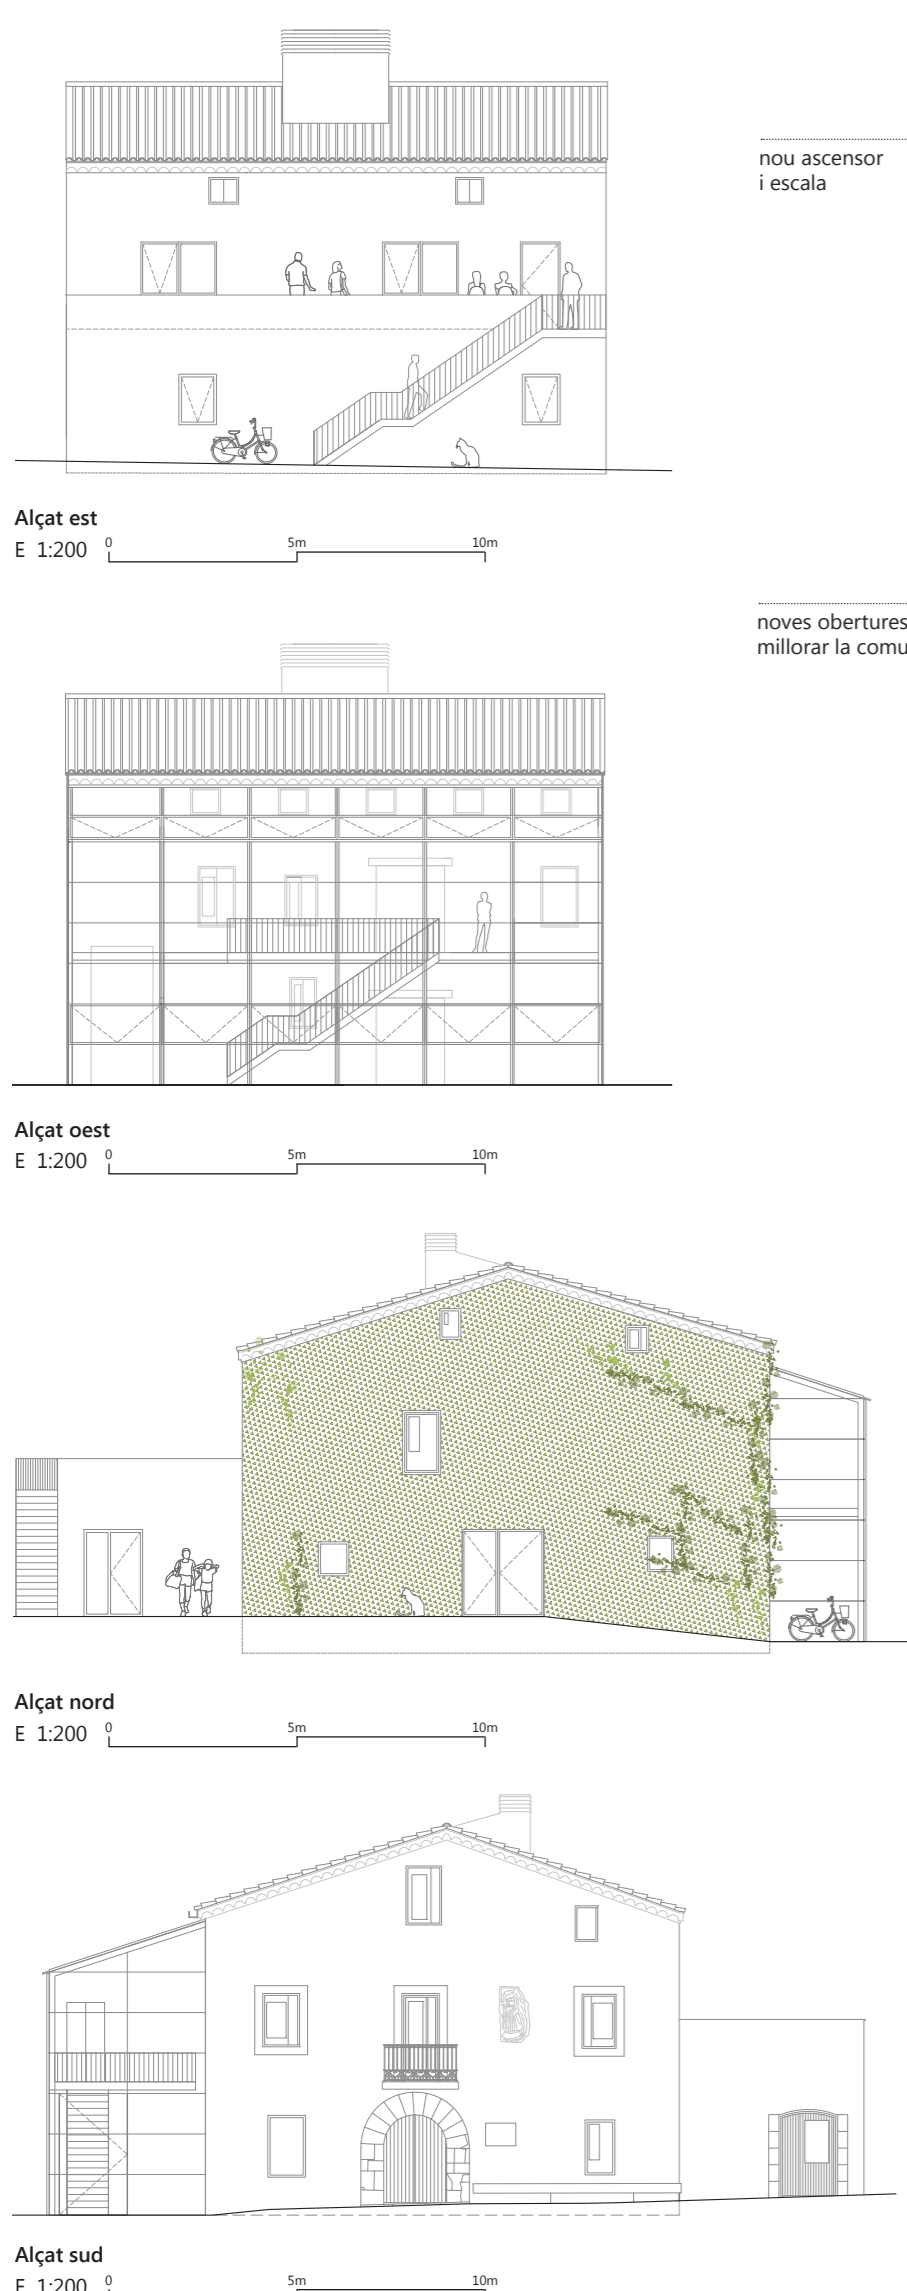 nou ascensor
i escala
Alçat est
E 1:200 0 5m 10m
noves obertures
millorar la comu
Alçat oest
E 1:200 0 5m 10m
Alçat nord
E 1:200 0 5m 10m
Alçat sud
E 1:200 0 5m 10m